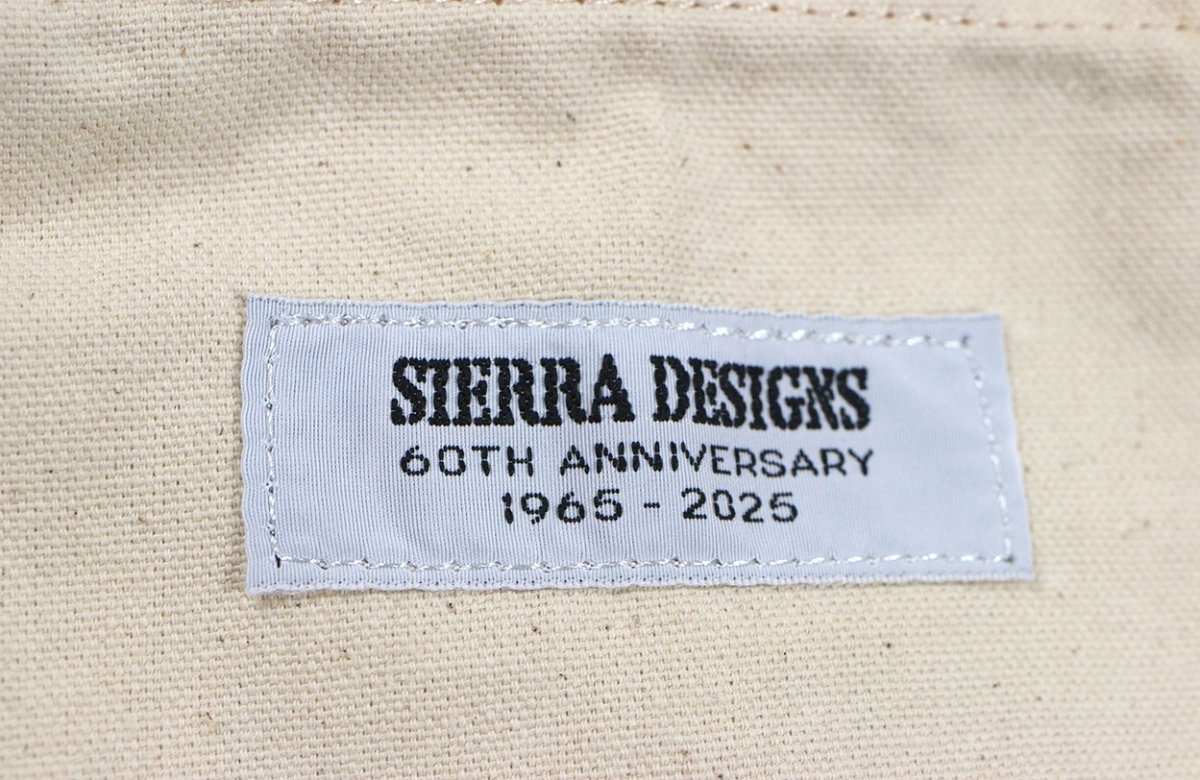 SIERRA DESIGNS
60TH ANNIVERSARY
1965 - 2025